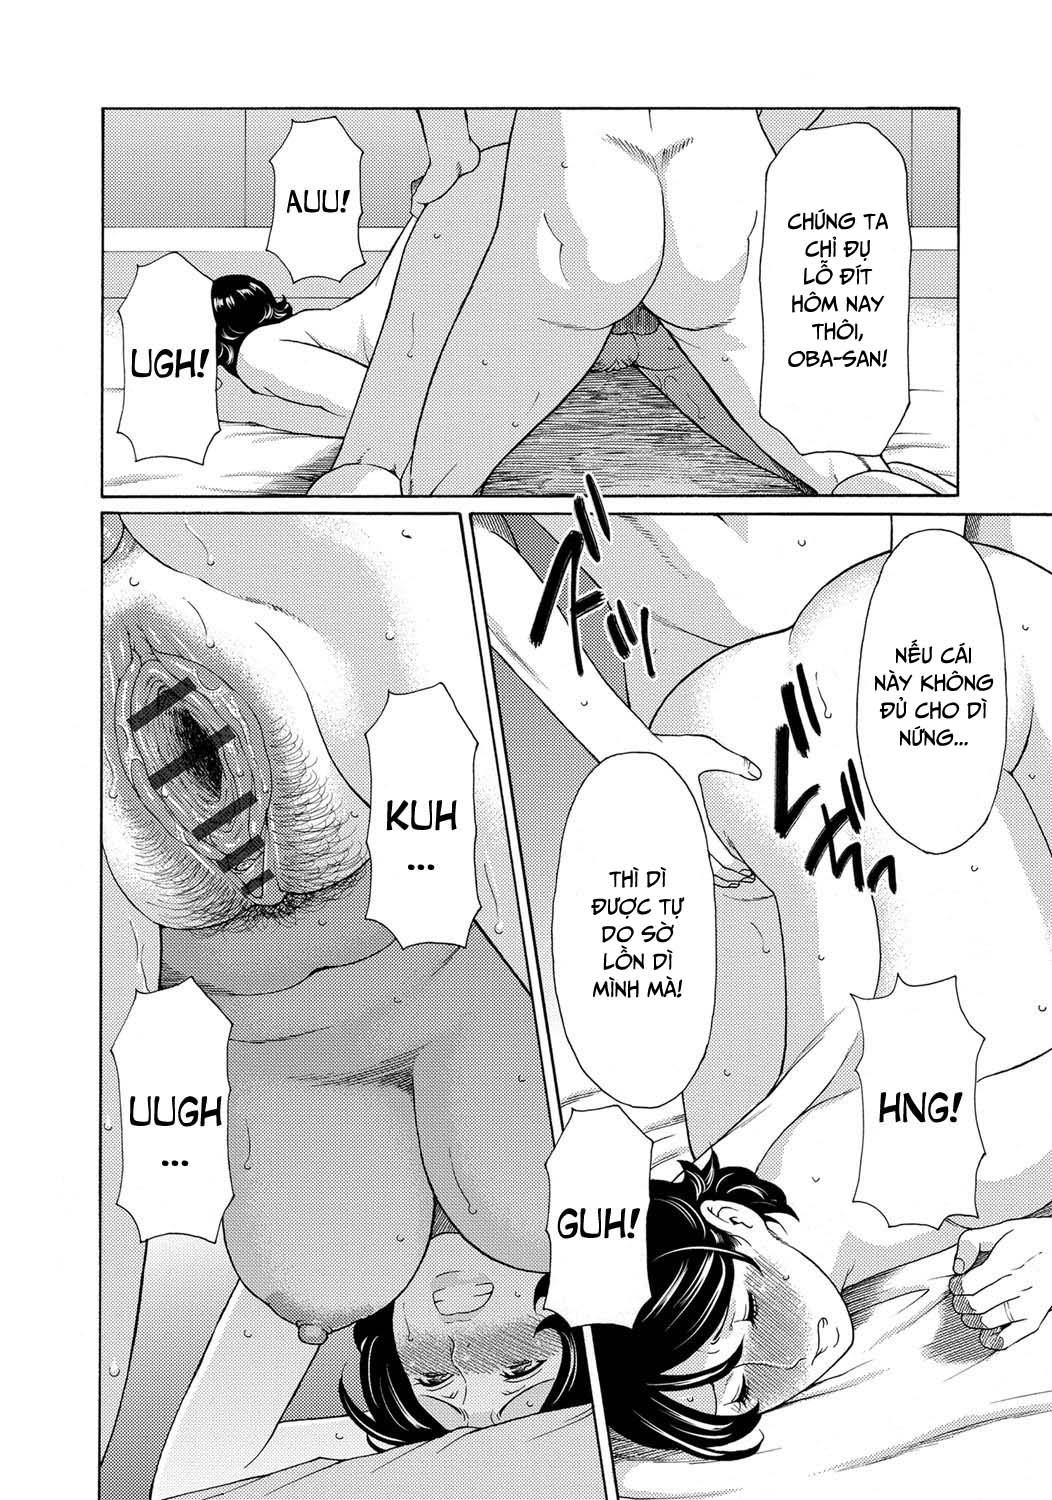 CHÚNG TA
CHỈ ĐỤ
LỖ ĐÍT
HÔM NAY
THÔI,
OBA-SAN!
AUU!
UGH!
NẾU CÁI
NÀY KHÔNG
ĐỦ CHO DÌ
NỨNG...
THÌ DÌ
ĐƯỢC TỰ
DO SỜ
LỒN DÌ
MÌNH MÀ!
KUH
...
UUGH
...
HNG!
GUH!